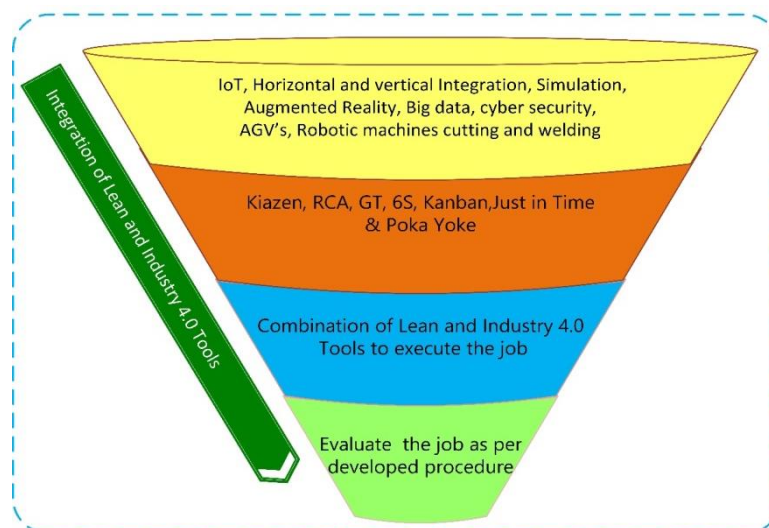 Integration of Lean and Industry 4.0 Tools
IoT, Horizontal and vertical Integration, Simulation,
Augmented Reality, Big data, cyber security,
AGV's, Robotic machines cutting and welding
Kiazen, RCA, GT, 6S, Kanban,Just in Time
& Poka Yoke
Combination of Lean and Industry 4.0
Tools to execute the job
Evaluate the job as per
developed procedure